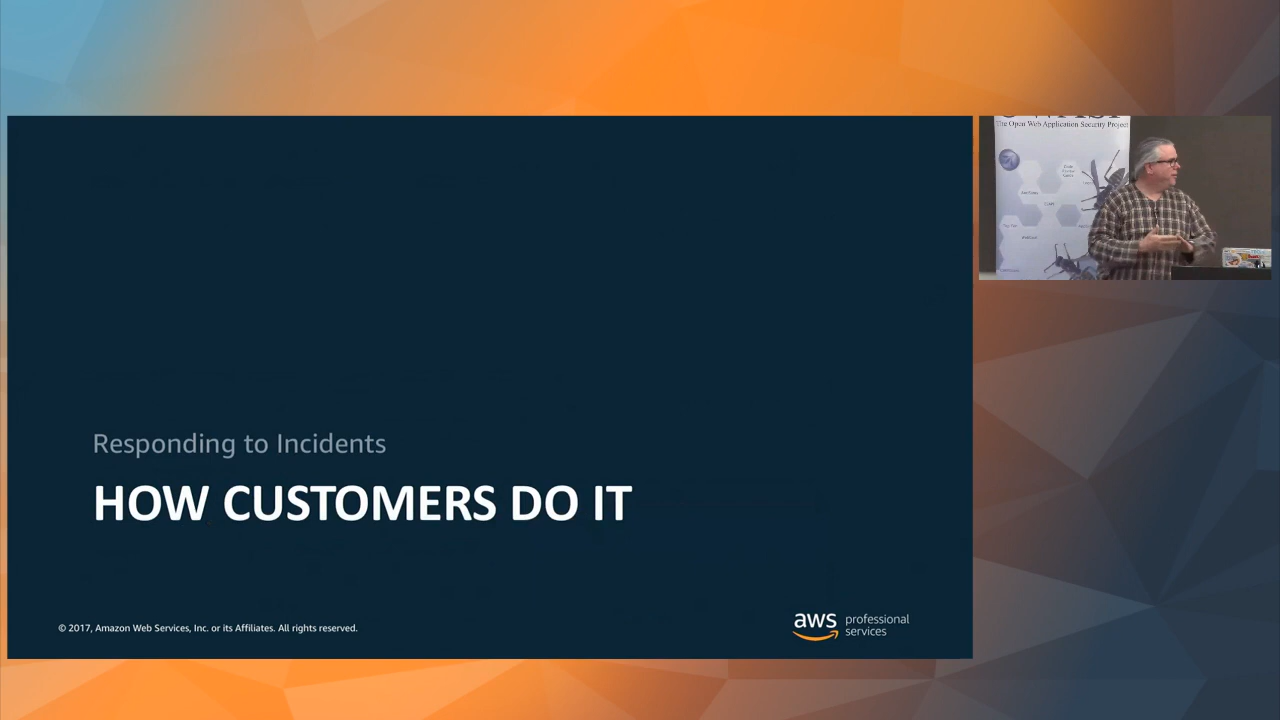 Responding to Incidents
HOW CUSTOMERS DO IT
© 2017, Amazon Web Services, Inc. or its Affiliates. All rights reserved.
aws professional
services
The Open Web Application Security Project